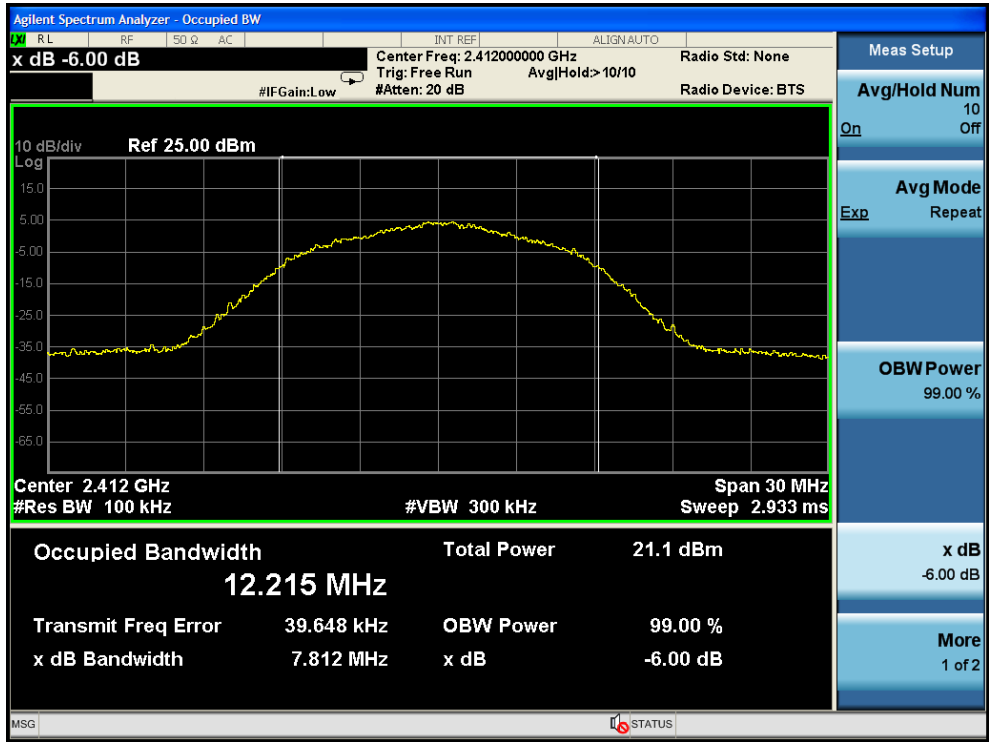 Agilent Spectrum Analyzer - Occupied BW
LXI RL RF 50 Ω AC INT REF ALIGN AUTO
x dB -6.00 dB
Center Freq: 2.412000000 GHz
Radio Std: None
Trig: Free Run Avg|Hold:> 10/10
#IFGain:Low
#Atten: 20 dB
Radio Device: BTS
10 dB/div Ref 25.00 dBm
Log
15.0
5.00
-5.00
-15.0
-25.0
-35.0
-45.0
-55.0
-65.0
Center 2.412 GHz
Span 30 MHz
#Res BW 100 kHz
#VBW 300 kHz
Sweep 2.933 ms
Occupied Bandwidth
Total Power 21.1 dBm
12.215 MHz
Transmit Freq Error 39.648 kHz
OBW Power 99.00 %
x dB Bandwidth 7.812 MHz
x dB -6.00 dB
Meas Setup
Avg/Hold Num
10
On Off
Avg Mode
Exp Repeat
OBW Power
99.00 %
x dB
-6.00 dB
More
1 of 2
MSG
STATUS